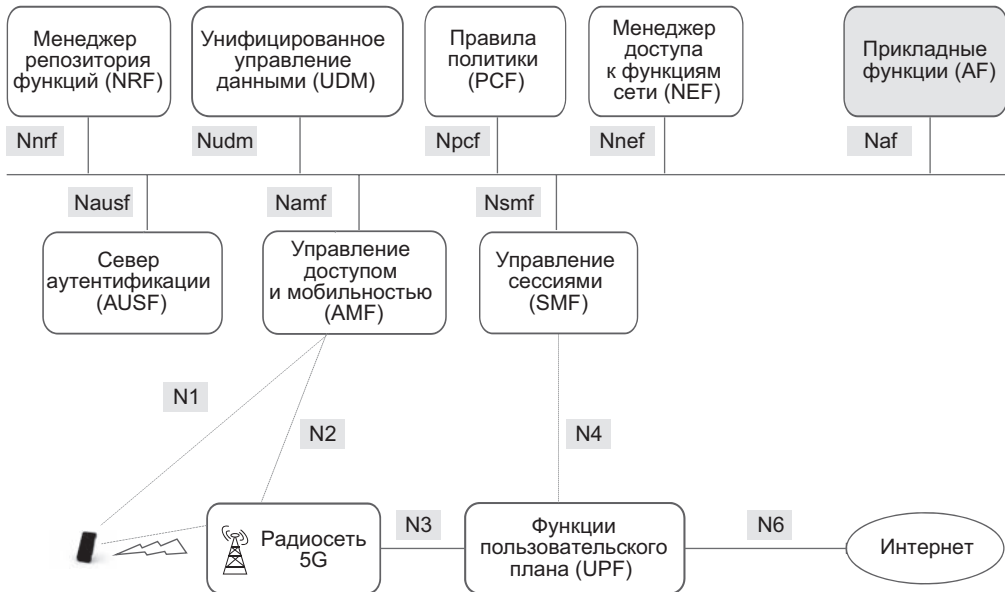 Менеджер
репозитория
функций (NRF)
Унифицированное
управление
данными (UDM)
Правила
политики
(PCF)
Менеджер
доступа
к функциям
сети (NEF)
Прикладные
функции (AF)
Nnrf
Nudm
Npcf
Nnef
Naf
Nausf
Namf
Nsmf
Север
аутентификации
(AUSF)
Управление
доступом
и мобильностью
(AMF)
Управление
сессиями
(SMF)
N1
N2
N4
Радиосеть
5G
N3
Функции
пользовательского
плана (UPF)
N6
Интернет